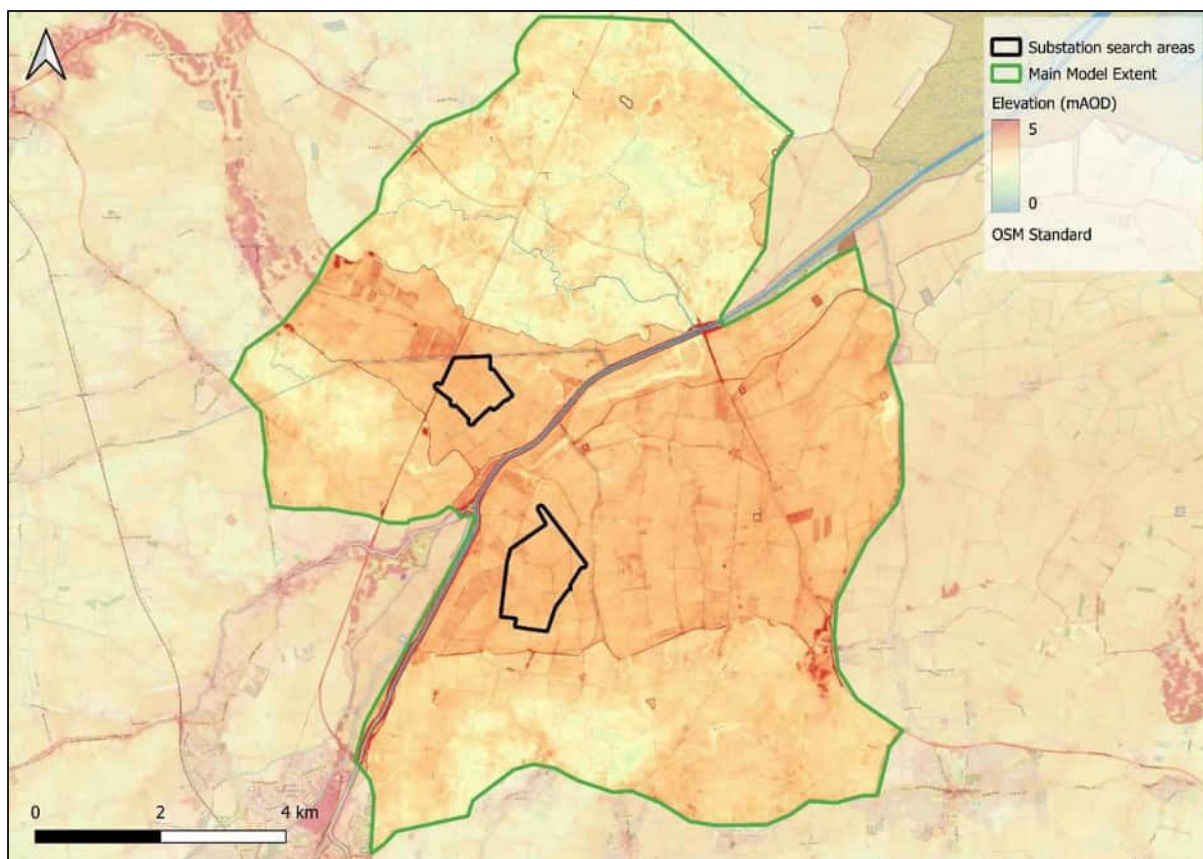 Substation search areas
Main Model Extent
Elevation (mAOD)
5
0
OSM Standard
0 2 4 km